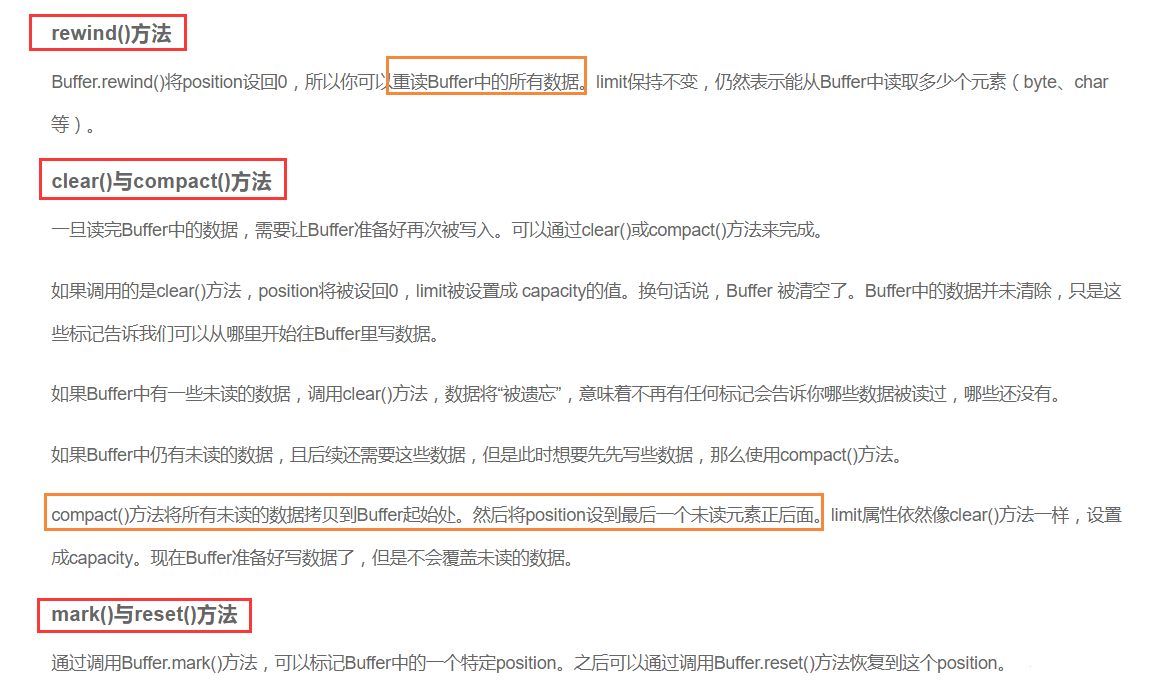 rewind()方法
Buffer.rewind()将position设回0，所以你可以重读Buffer中的所有数据。limit保持不变，仍然表示能从Buffer中读取多少个元素（byte、char
等）。
clear()与compact()方法
一旦读完Buffer中的数据，需要让Buffer准备好再次被写入。可以通过clear()或compact()方法来完成。
如果调用的是clear()方法，position将被设回0，limit被设置成 capacity的值。换句话说，Buffer 被清空了。Buffer中的数据并未清除，只是这
些标记告诉我们可以从哪里开始往Buffer里写数据。
如果Buffer中有一些未读的数据，调用clear()方法，数据将“被遗忘”，意味着不再有任何标记会告诉你哪些数据被读过，哪些还没有。
如果Buffer中仍有未读的数据，且后续还需要这些数据，但是此时想要先先写些数据，那么使用compact()方法。
compact()方法将所有未读的数据拷贝到Buffer起始处。然后将position设到最后一个未读元素正后面。limit属性依然像clear()方法一样，设置
成capacity。现在Buffer准备好写数据了，但是不会覆盖未读的数据。
mark()与reset()方法
通过调用Buffer.mark()方法，可以标记Buffer中的一个特定position。之后可以通过调用Buffer.reset()方法恢复到这个position。